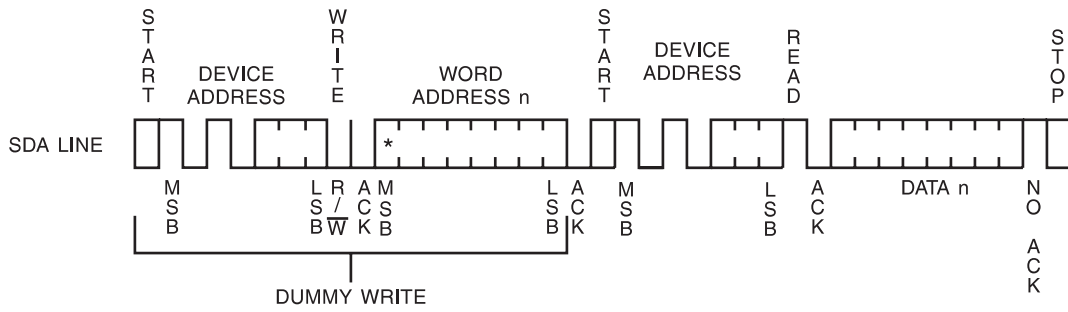 START
WRITE
START
READ
STOP
DEVICE
ADDRESS
WORD
ADDRESS n
DEVICE
ADDRESS
SDA LINE
*
MSB
LSB
R/W
ACK
MSB
LSB
ACK
MSB
LSB
ACK
DATA n
NO ACK
DUMMY WRITE